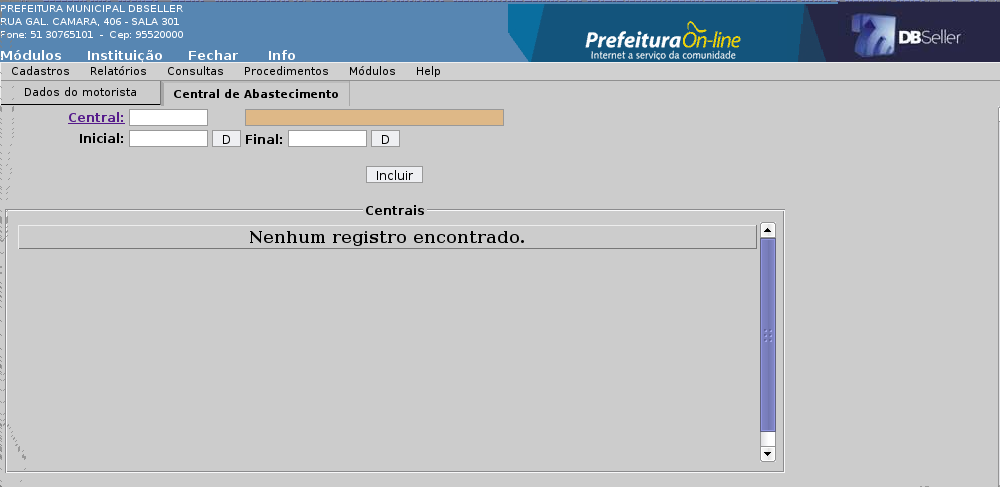 PREFEITURA MUNICIPAL DBSELLER
RUA GAL. CAMARA, 406 - SALA 301
Fone: 51 30765101 - Cep: 95520000
Módulos Instituição Fechar Info
PrefeituraOn-line
Internet a serviço da comunidade
DBSeller
Cadastros Relatórios Consultas Procedimentos Módulos Help
Dados do motorista Central de Abastecimento
Central:
Inicial: D Final: D
Incluir
Centrais
Nenhum registro encontrado.